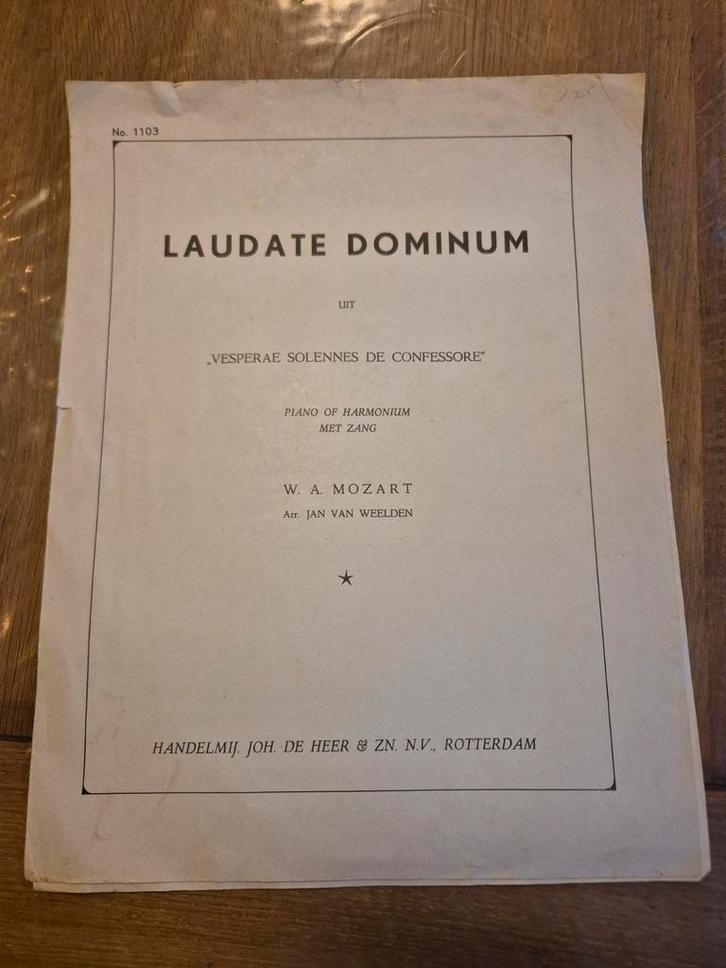 No. 1103
LAUDATE DOMINUM
UIT
„VESPERAE SOLENNES DE CONFESSORE”
PIANO OF HARMONIUM
MET ZANG
W. A. MOZART
Arr. JAN VAN WEELDEN
HANDELMIJ. JOH. DE HEER & ZN. N.V., ROTTERDAM